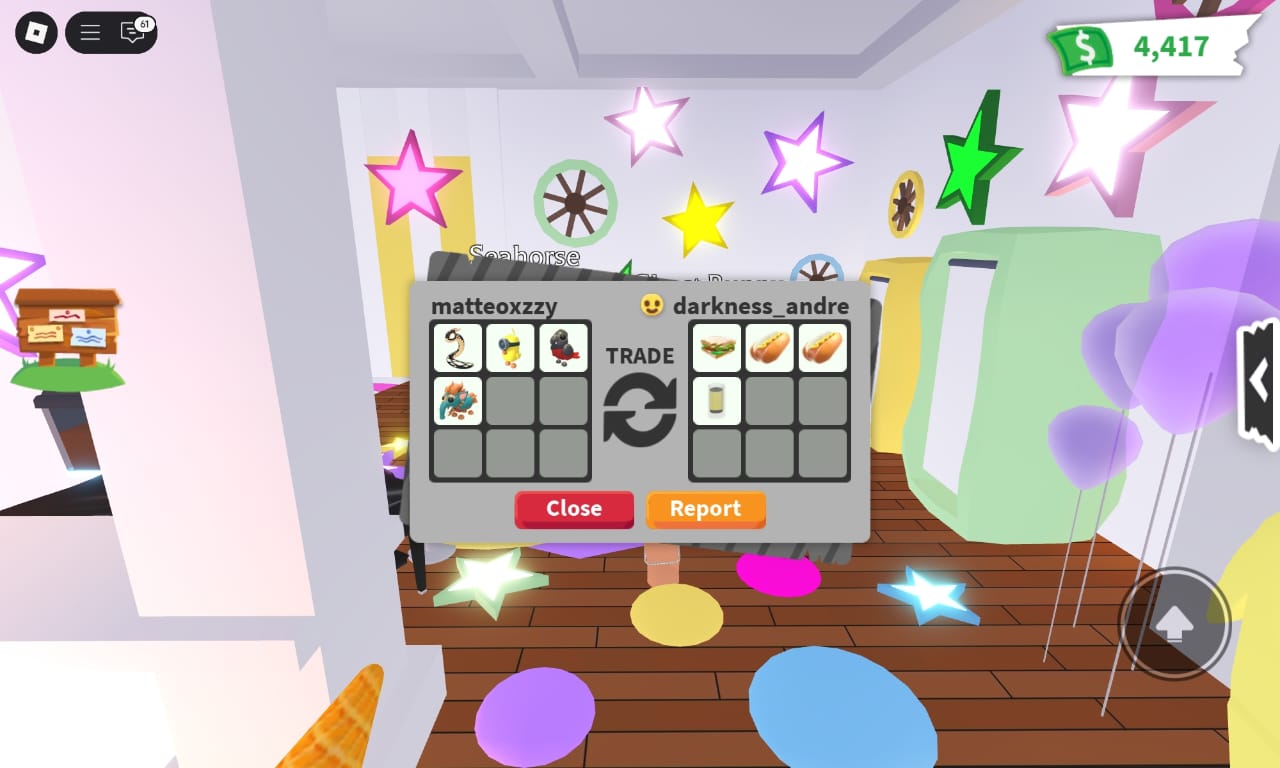 61
$ 4,417
Seahorse
matteoxzzy
darkness_andre
TRADE
Close
Report